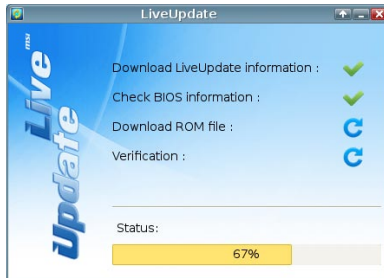 LiveUpdate
msi
Live Update
Download LiveUpdate information :
Check BIOS information :
Download ROM file :
Verification :
Status:
67%